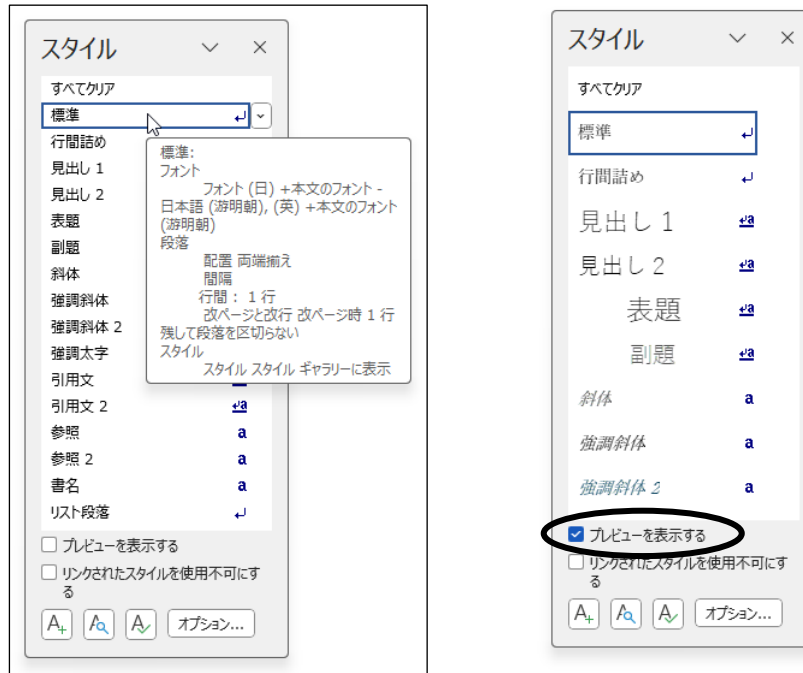 スタイル
すべてクリア
標準
行間詰め
見出し 1
見出し 2
表題
副題
斜体
強調斜体
強調斜体 2
強調太字
引用文
引用文 2
参照
参照 2
書名
リスト段落
標準:
フォント
フォント (日) +本文のフォント -
日本語 (游明朝), (英) +本文のフォント
(游明朝)
段落
配置 両端揃え
間隔
行間： 1 行
改ページと改行 改ページ時 1 行
残して段落を区切らない
スタイル
スタイル スタイル ギャラリーに表示
プレビューを表示する
リンクされたスタイルを使用不可にす
る
オプション...
スタイル
すべてクリア
標準
行間詰め
見出し 1
見出し 2
表題
副題
斜体
強調斜体
強調斜体 2
プレビューを表示する
リンクされたスタイルを使用不可にす
る
オプション...